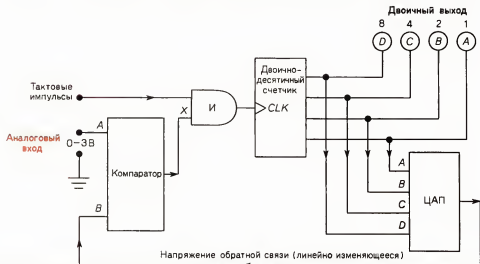 Двоичный выход
8 4 2 1
D C B A
Двоично-
десятичный
счетчик
CLK
Тактовые
импульсы
X
И
Аналоговый
вход
0–3В
A
Компаратор
B
A
B
C
D
ЦАП
Напряжение обратной связи (линейно изменяющееся)